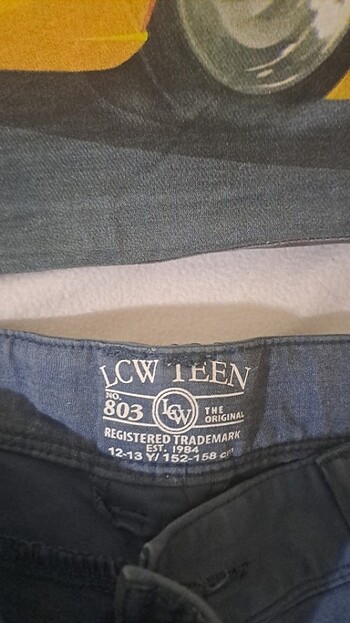 LCW TEEN
NO.
803
LCW
THE
ORIGINAL
REGISTERED TRADEMARK
EST. 1984
12-13 Y/ 152-158 cm